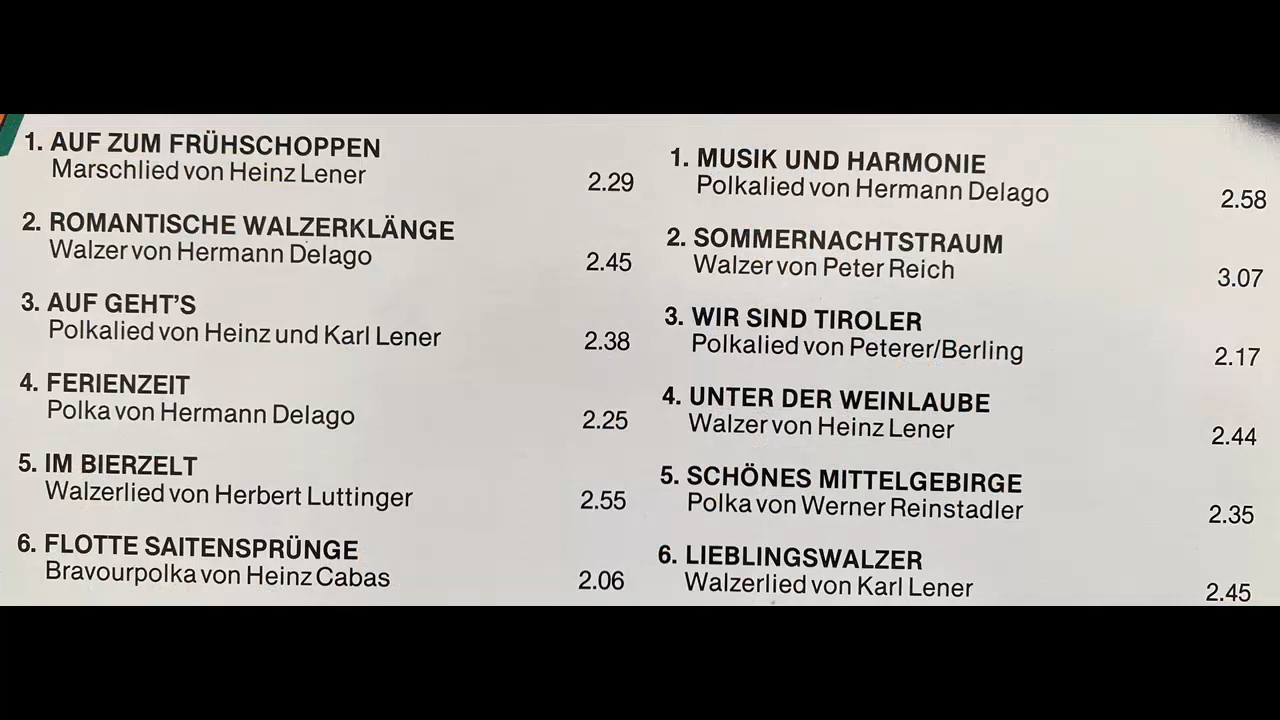 1. AUF ZUM FRÜHSCHOPPEN
Marschlied von Heinz Lener 2.29
2. ROMANTISCHE WALZERKLÄNGE
Walzer von Hermann Delago 2.45
3. AUF GEHT'S
Polkalied von Heinz und Karl Lener 2.38
4. FERIENZEIT
Polka von Hermann Delago 2.25
5. IM BIERZELT
Walzerlied von Herbert Luttinger 2.55
6. FLOTTE SAITENSPRÜNGE
Bravourpolka von Heinz Cabas 2.06
1. MUSIK UND HARMONIE
Polkalied von Hermann Delago 2.58
2. SOMMERNACHTSTRAUM
Walzer von Peter Reich 3.07
3. WIR SIND TIROLER
Polkalied von Peterer/Berling 2.17
4. UNTER DER WEINLAUBE
Walzer von Heinz Lener 2.44
5. SCHÖNES MITTELGEBIRGE
Polka von Werner Reinstadler 2.35
6. LIEBLINGSWALZER
Walzerlied von Karl Lener 2.45